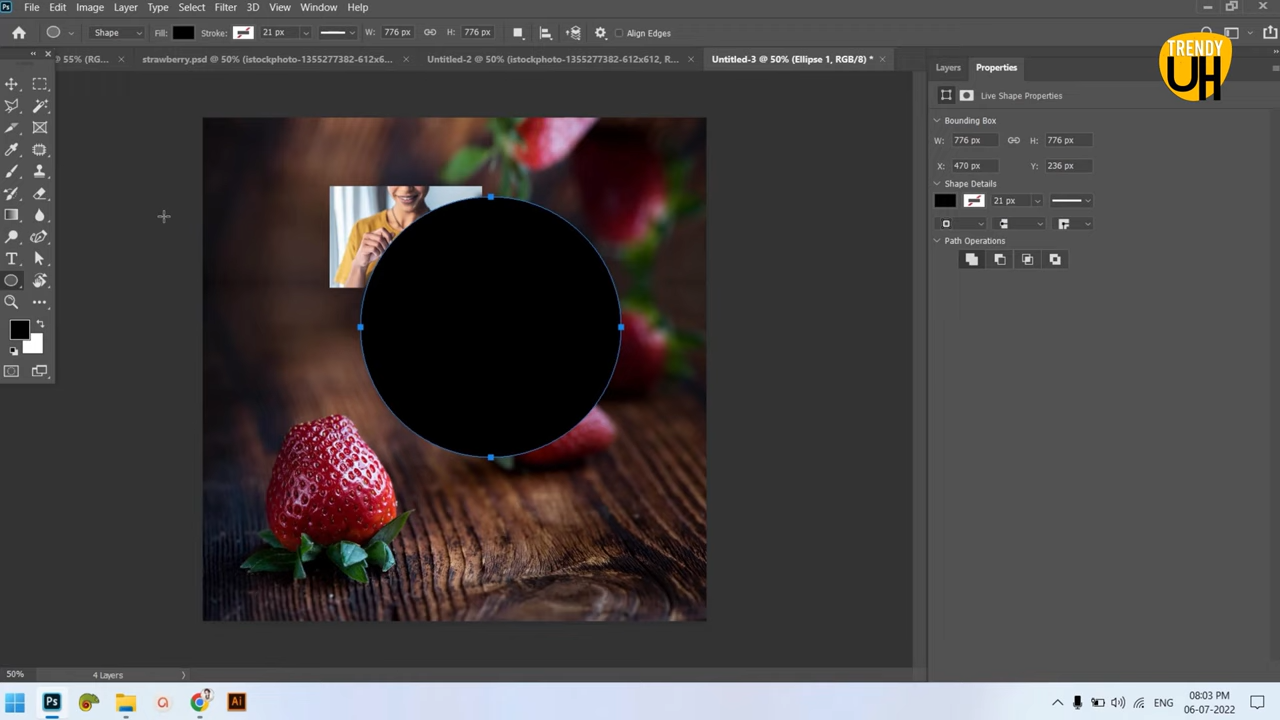 Ps File Edit Image Layer Type Select Filter 3D View Window Help
Shape Fill: Stroke: 21 px W: 776 px H: 776 px Align Edges
TRENDY
UH
@ 55% (RG... × strawberry.psd @ 50% (istockphoto-1355277382-612x6... × Untitled-2 @ 50% (istockphoto-1355277382-612x612, R... × Untitled-3 @ 50% (Ellipse 1, RGB/8) * ×
Layers Properties
Live Shape Properties
Bounding Box
W: 776 px H: 776 px
X: 470 px Y: 236 px
Shape Details
21 px
Path Operations
T
50% 4 Layers
Ps Ai ENG 08:03 PM
06-07-2022